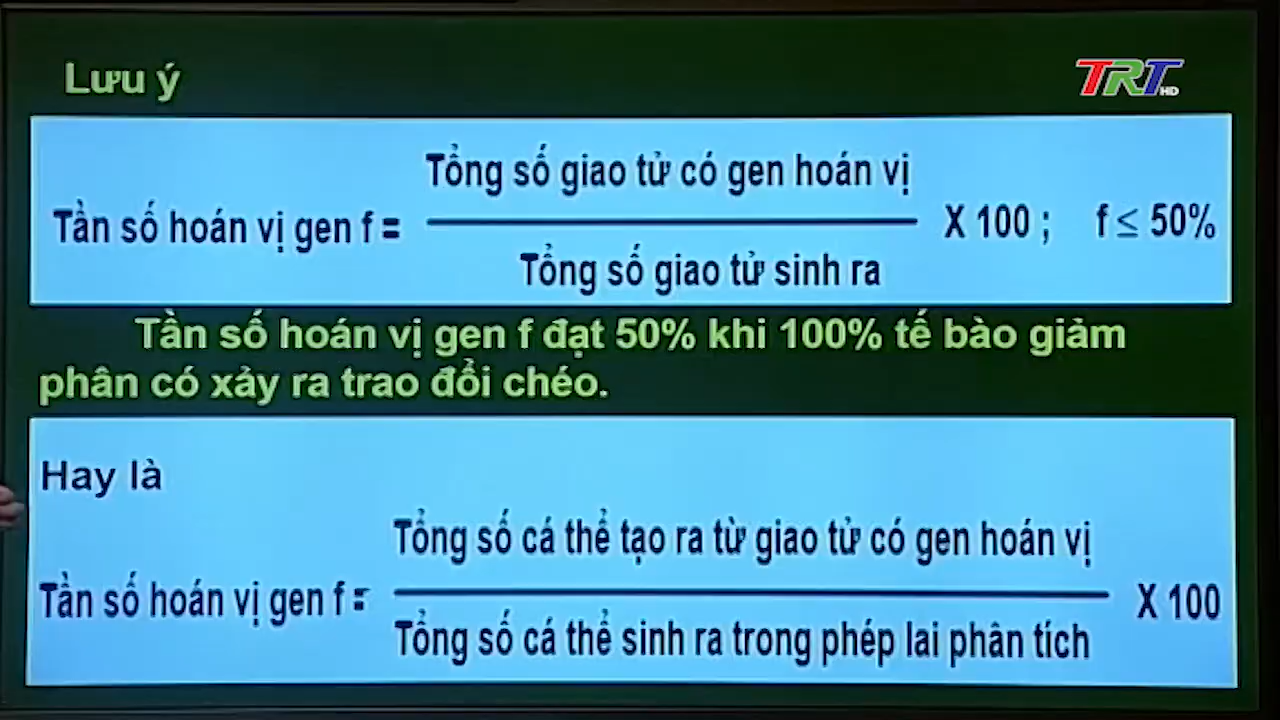 Lưu ý
TRT HD
Tổng số giao tử có gen hoán vị
Tần số hoán vị gen f = X 100 ; f ≤ 50%
Tổng số giao tử sinh ra
Tần số hoán vị gen f đạt 50% khi 100% tế bào giảm
phân có xảy ra trao đổi chéo.
Hay là
Tổng số cá thể tạo ra từ giao tử có gen hoán vị
Tần số hoán vị gen f = X 100
Tổng số cá thể sinh ra trong phép lai phân tích